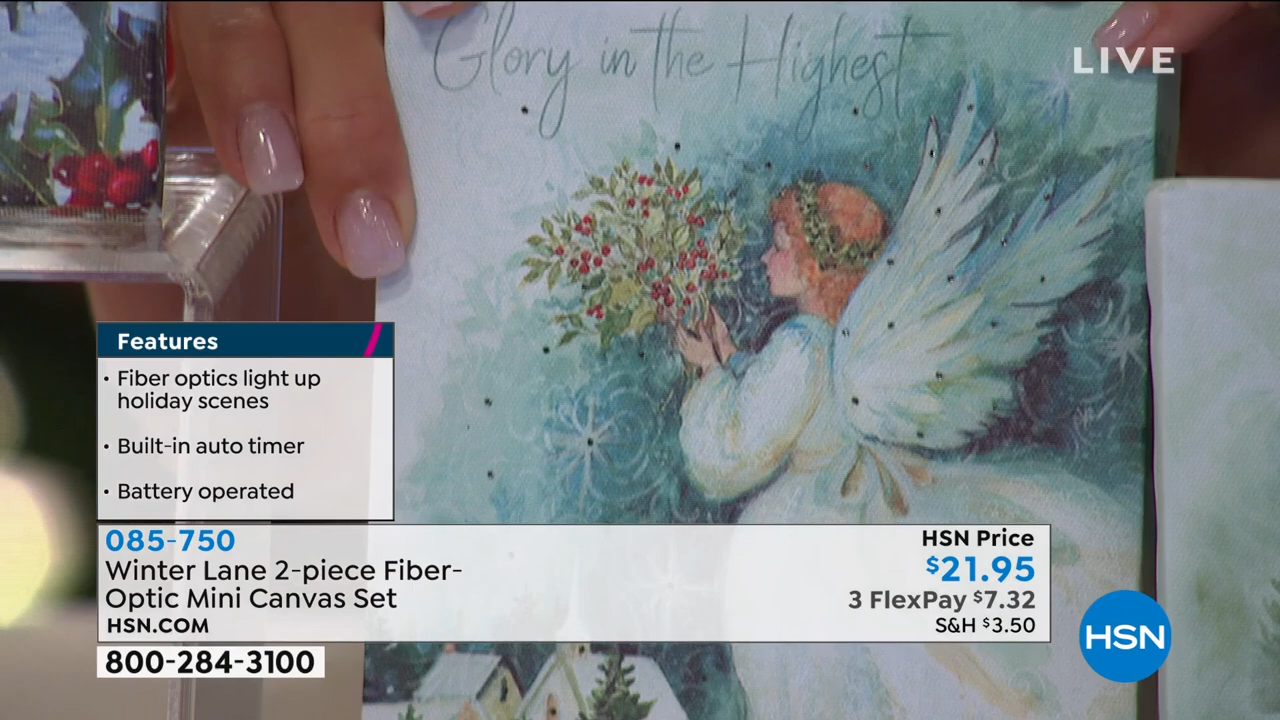 Glory in the Highest
LIVE
Features
• Fiber optics light up
holiday scenes
• Built-in auto timer
• Battery operated
085-750
Winter Lane 2-piece Fiber-
Optic Mini Canvas Set
HSN.COM
HSN Price
$21.95
3 FlexPay $7.32
S&H $3.50
800-284-3100
HSN